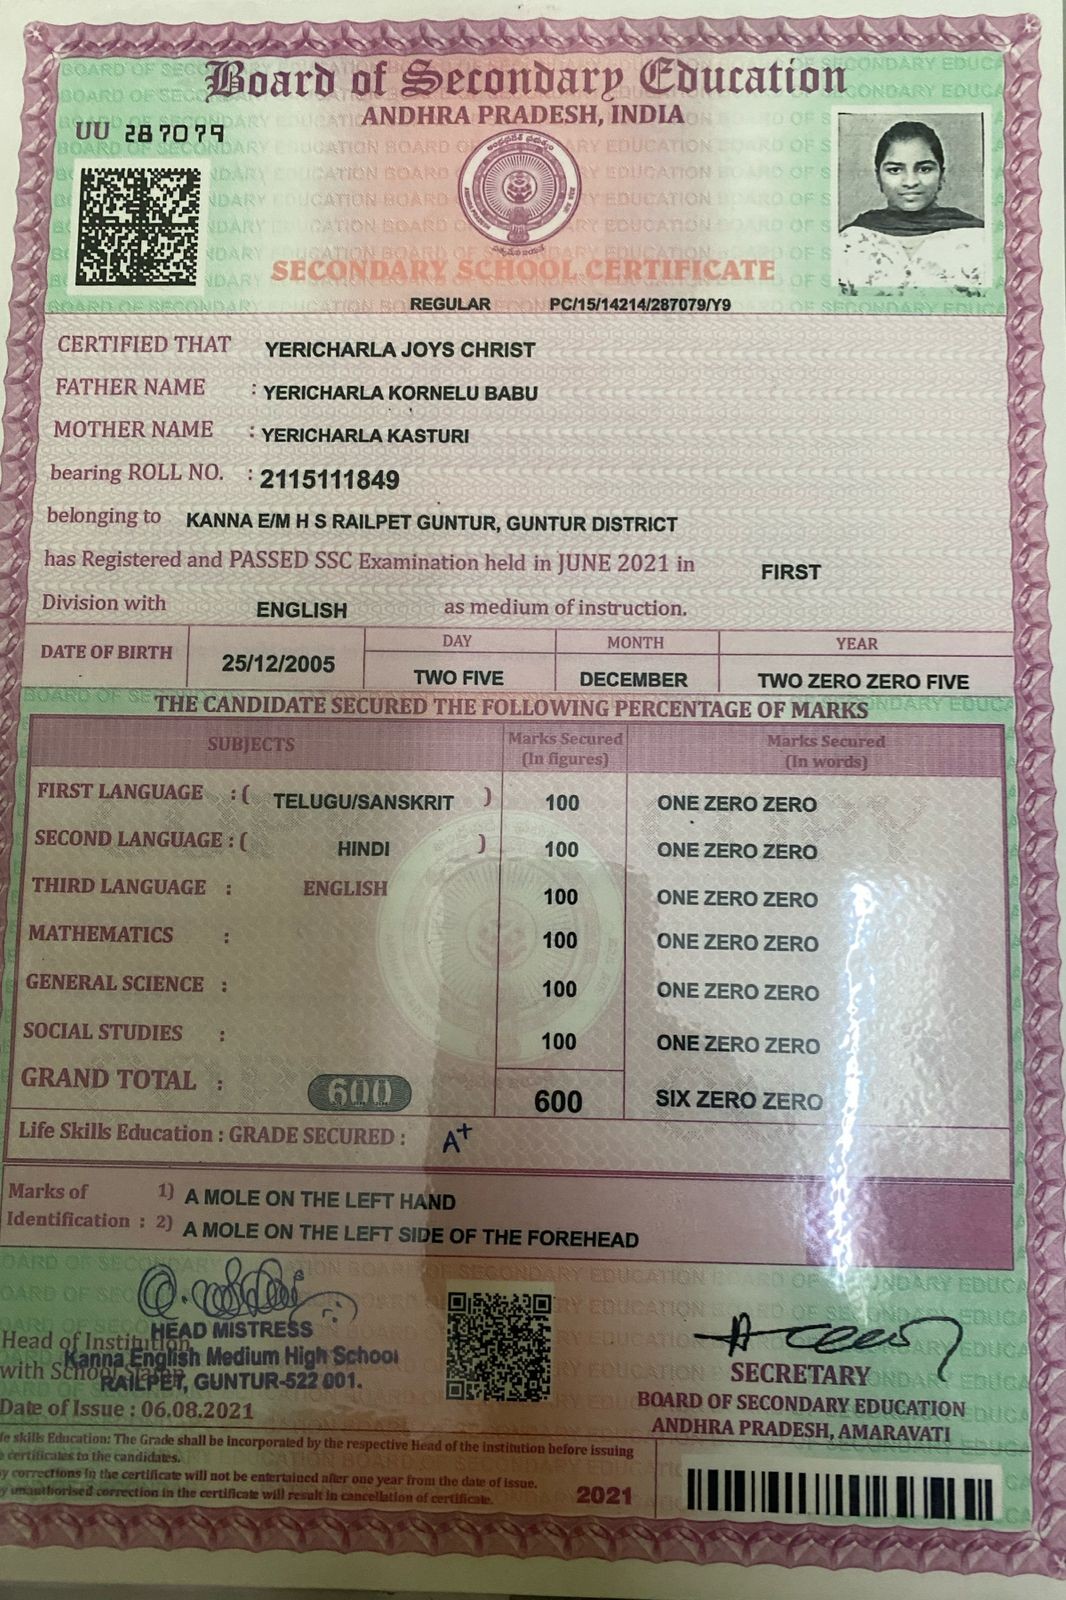 Board of Secondary Education
ANDHRA PRADESH, INDIA
UU 287079
SECONDARY SCHOOL CERTIFICATE
REGULAR PC/15/14214/287079/Y9
CERTIFIED THAT YERICHARLA JOYS CHRIST
FATHER NAME : YERICHARLA KORNELU BABU
MOTHER NAME : YERICHARLA KASTURI
bearing ROLL NO. : 2115111849
belonging to KANNA E/M H S RAILPET GUNTUR, GUNTUR DISTRICT
has Registered and PASSED SSC Examination held in JUNE 2021 in FIRST
Division with ENGLISH as medium of instruction.
DATE OF BIRTH 25/12/2005 DAY MONTH YEAR
TWO FIVE DECEMBER TWO ZERO ZERO FIVE
THE CANDIDATE SECURED THE FOLLOWING PERCENTAGE OF MARKS
SUBJECTS Marks Secured (In figures) Marks Secured (In words)
FIRST LANGUAGE : ( TELUGU/SANSKRIT ) 100 ONE ZERO ZERO
SECOND LANGUAGE : ( HINDI ) 100 ONE ZERO ZERO
THIRD LANGUAGE : ENGLISH 100 ONE ZERO ZERO
MATHEMATICS : 100 ONE ZERO ZERO
GENERAL SCIENCE : 100 ONE ZERO ZERO
SOCIAL STUDIES : 100 ONE ZERO ZERO
GRAND TOTAL : 600 600 SIX ZERO ZERO
Life Skills Education : GRADE SECURED : A+
Marks of 1) A MOLE ON THE LEFT HAND
Identification : 2) A MOLE ON THE LEFT SIDE OF THE FOREHEAD
Head of Institution
with School
HEAD MISTRESS
Kanna English Medium High School
RAILPET, GUNTUR-522 001.
Date of Issue : 06.08.2021
SECRETARY
BOARD OF SECONDARY EDUCATION
ANDHRA PRADESH, AMARAVATI
fe skills Education: The Grade shall be incorporated by the respective Head of the institution before issuing
certificates to the candidates.
y corrections in the certificate will not be entertained after one year from the date of issue.
y unauthorised correction in the certificate will result in cancellation of certificate.
2021